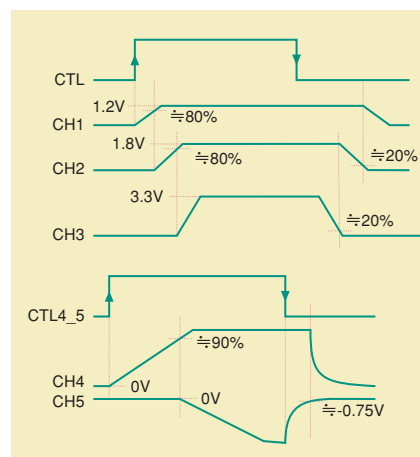 CTL
1.2V
≒80%
CH1
1.8V
≒80%
≒20%
CH2
3.3V
≒20%
CH3
CTL4_5
≒90%
CH4
0V
CH5
0V
≒-0.75V